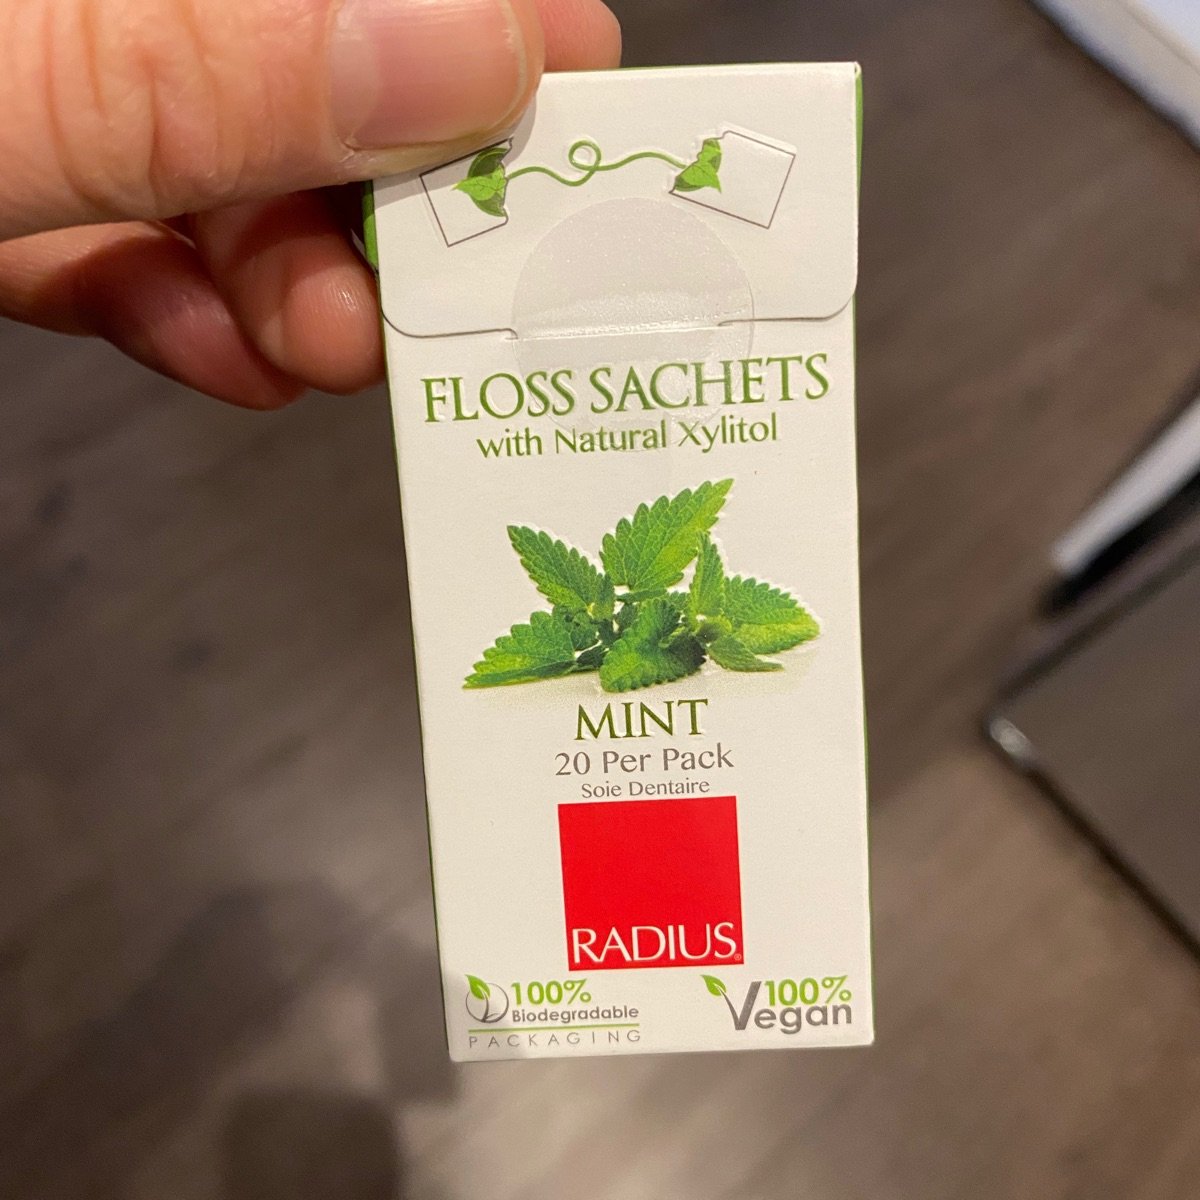 FLOSS SACHETS
with Natural Xylitol
MINT
20 Per Pack
Soie Dentaire
RADIUS®
100%
Biodegradable
PACKAGING
100%
Vegan